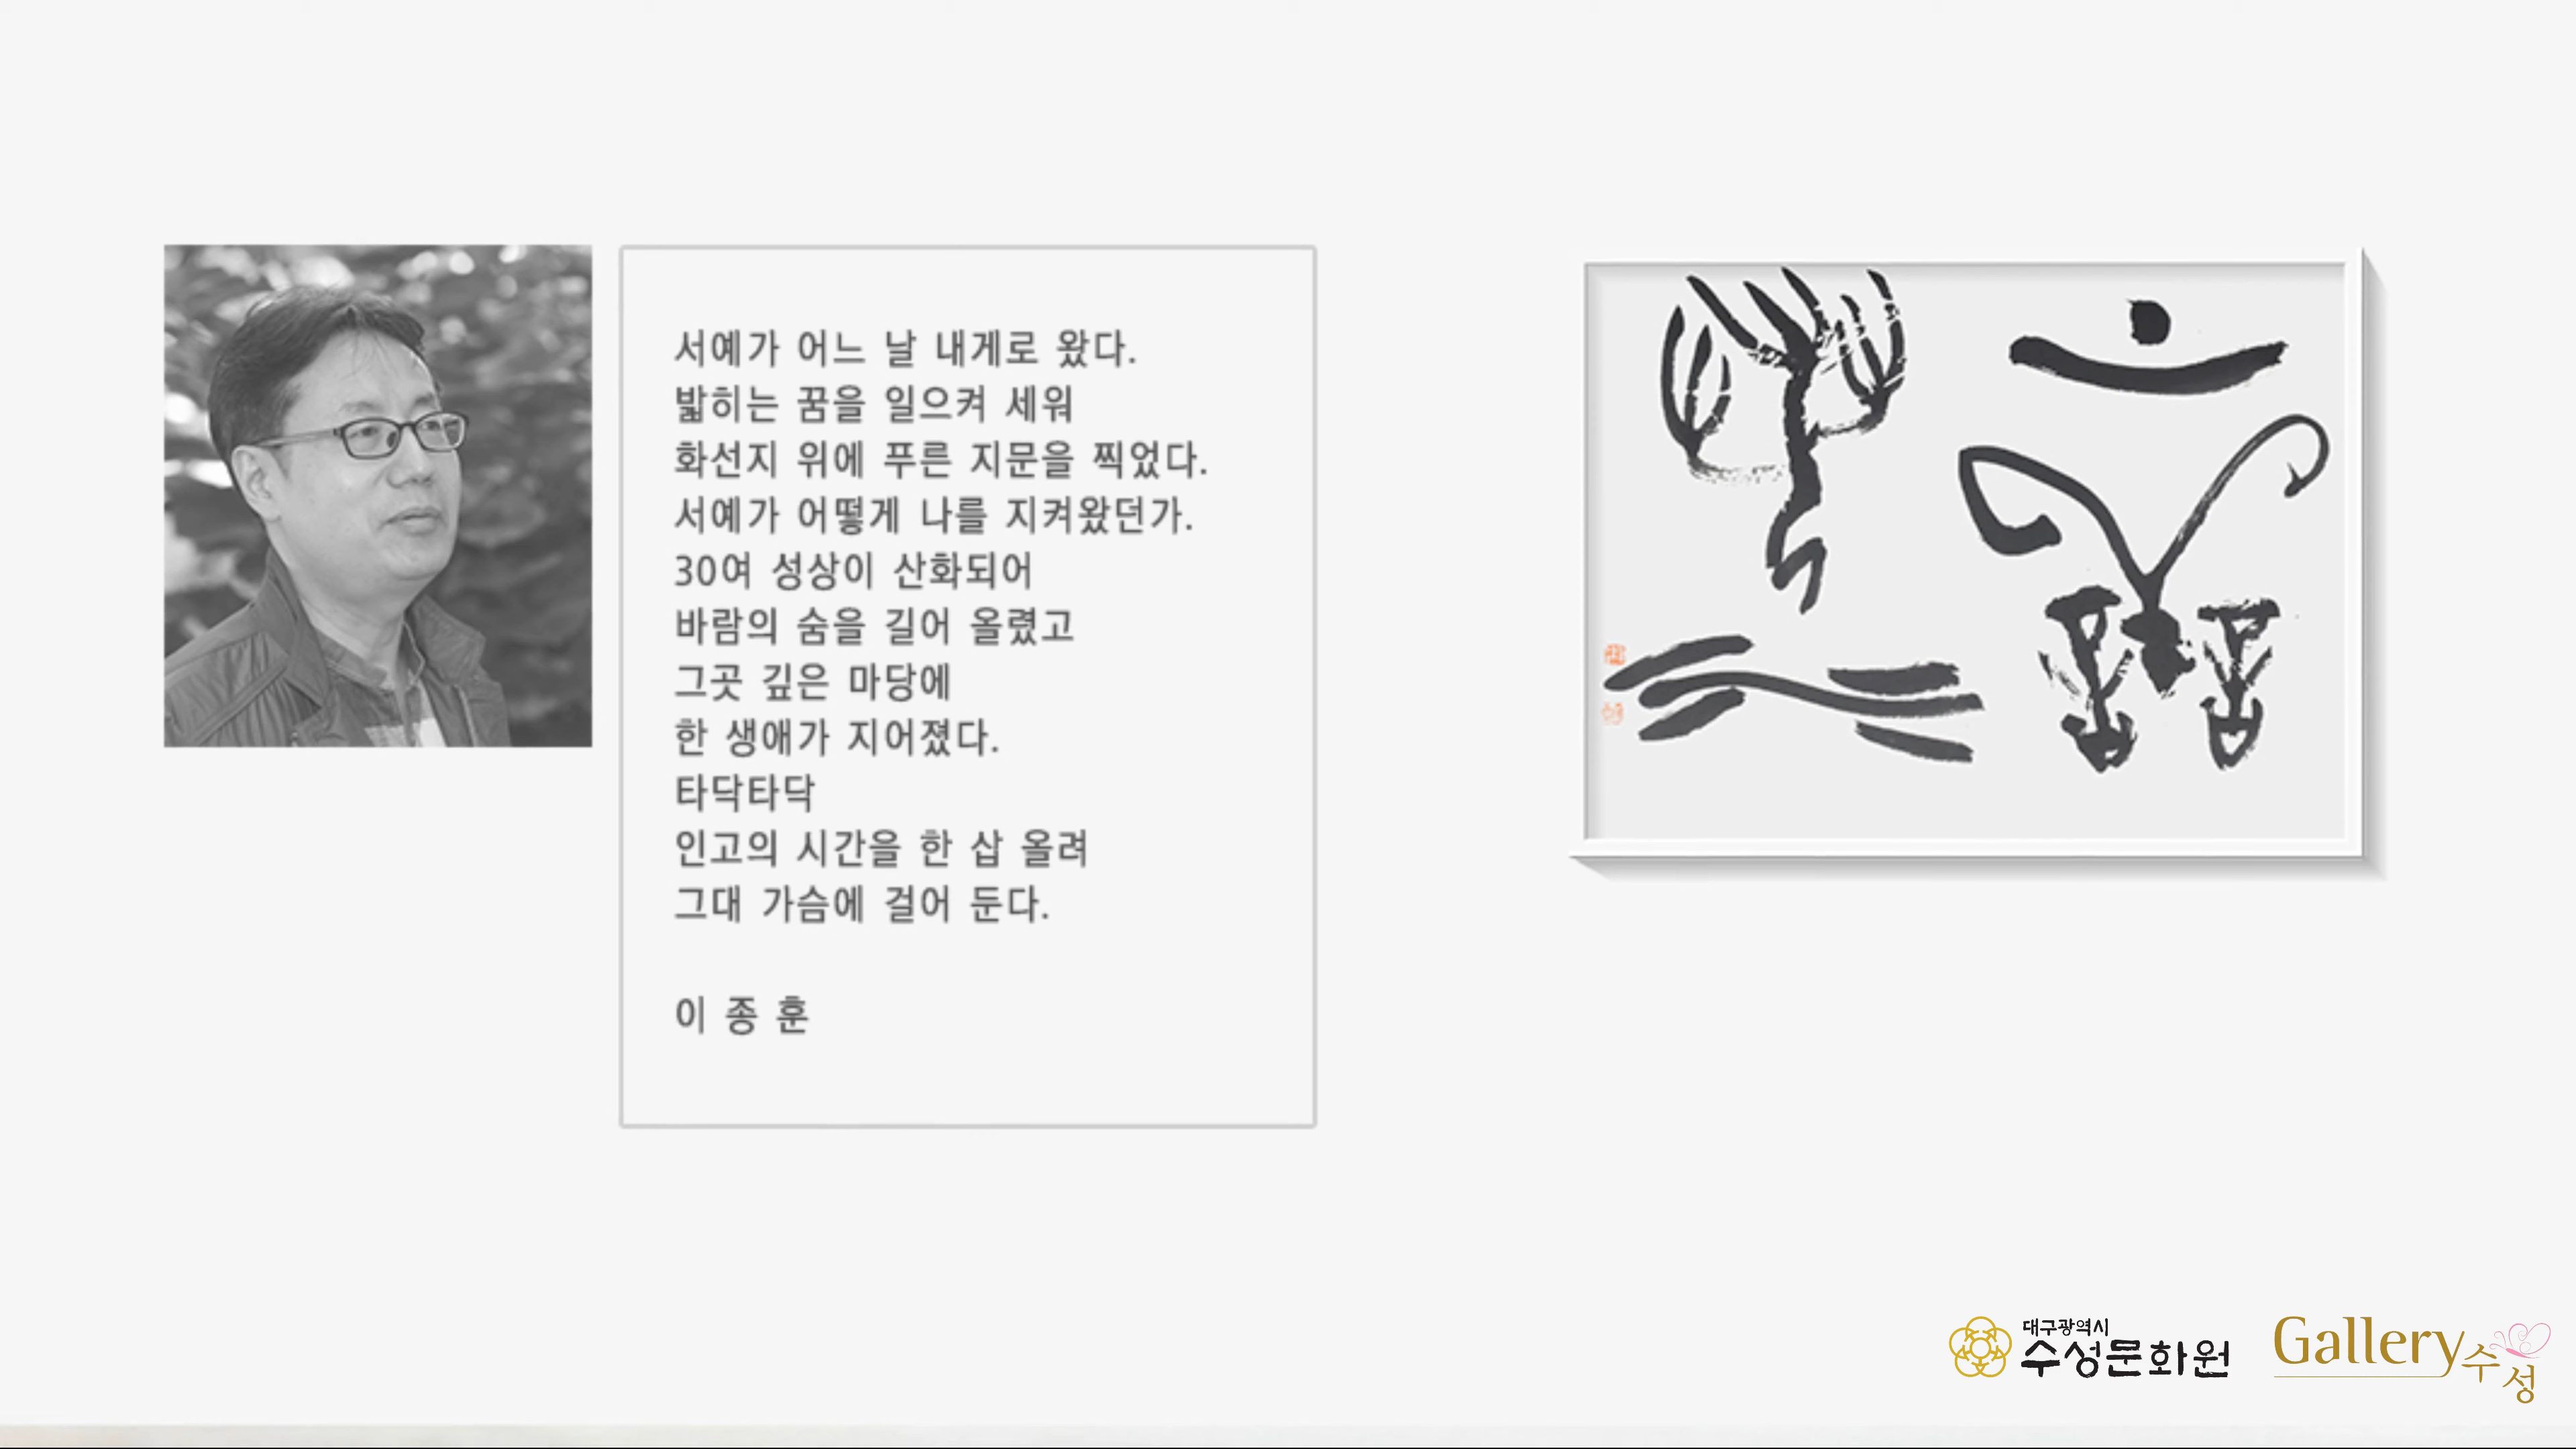 서예가 어느 날 내게로 왔다.
밟히는 꿈을 일으켜 세워
화선지 위에 푸른 지문을 찍었다.
서예가 어떻게 나를 지켜왔던가.
30여 성상이 산화되어
바람의 숨을 길어 올렸고
그곳 깊은 마당에
한 생애가 지어졌다.
타닥타닥
인고의 시간을 한 삽 올려
그대 가슴에 걸어 둔다.
이 종 훈
대구광역시
수성문화원
Gallery수성